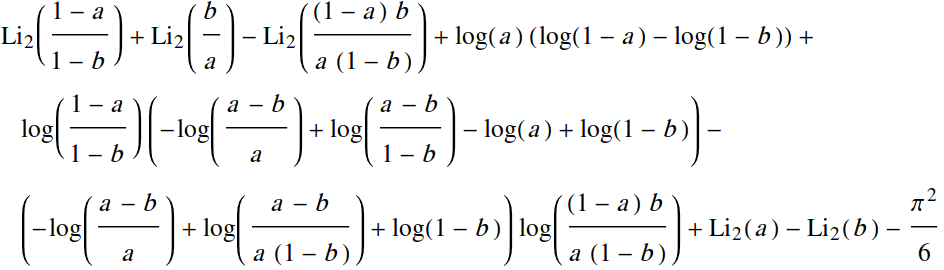 Li₂((1 − a)/(1 − b)) + Li₂(b/a) − Li₂(((1 − a) b)/(a (1 − b))) + log(a) (log(1 − a) − log(1 − b)) +
log((1 − a)/(1 − b)) (−log((a − b)/a) + log((a − b)/(1 − b)) − log(a) + log(1 − b)) −
(−log((a − b)/a) + log((a − b)/(a (1 − b))) + log(1 − b)) log(((1 − a) b)/(a (1 − b))) + Li₂(a) − Li₂(b) − π²/6